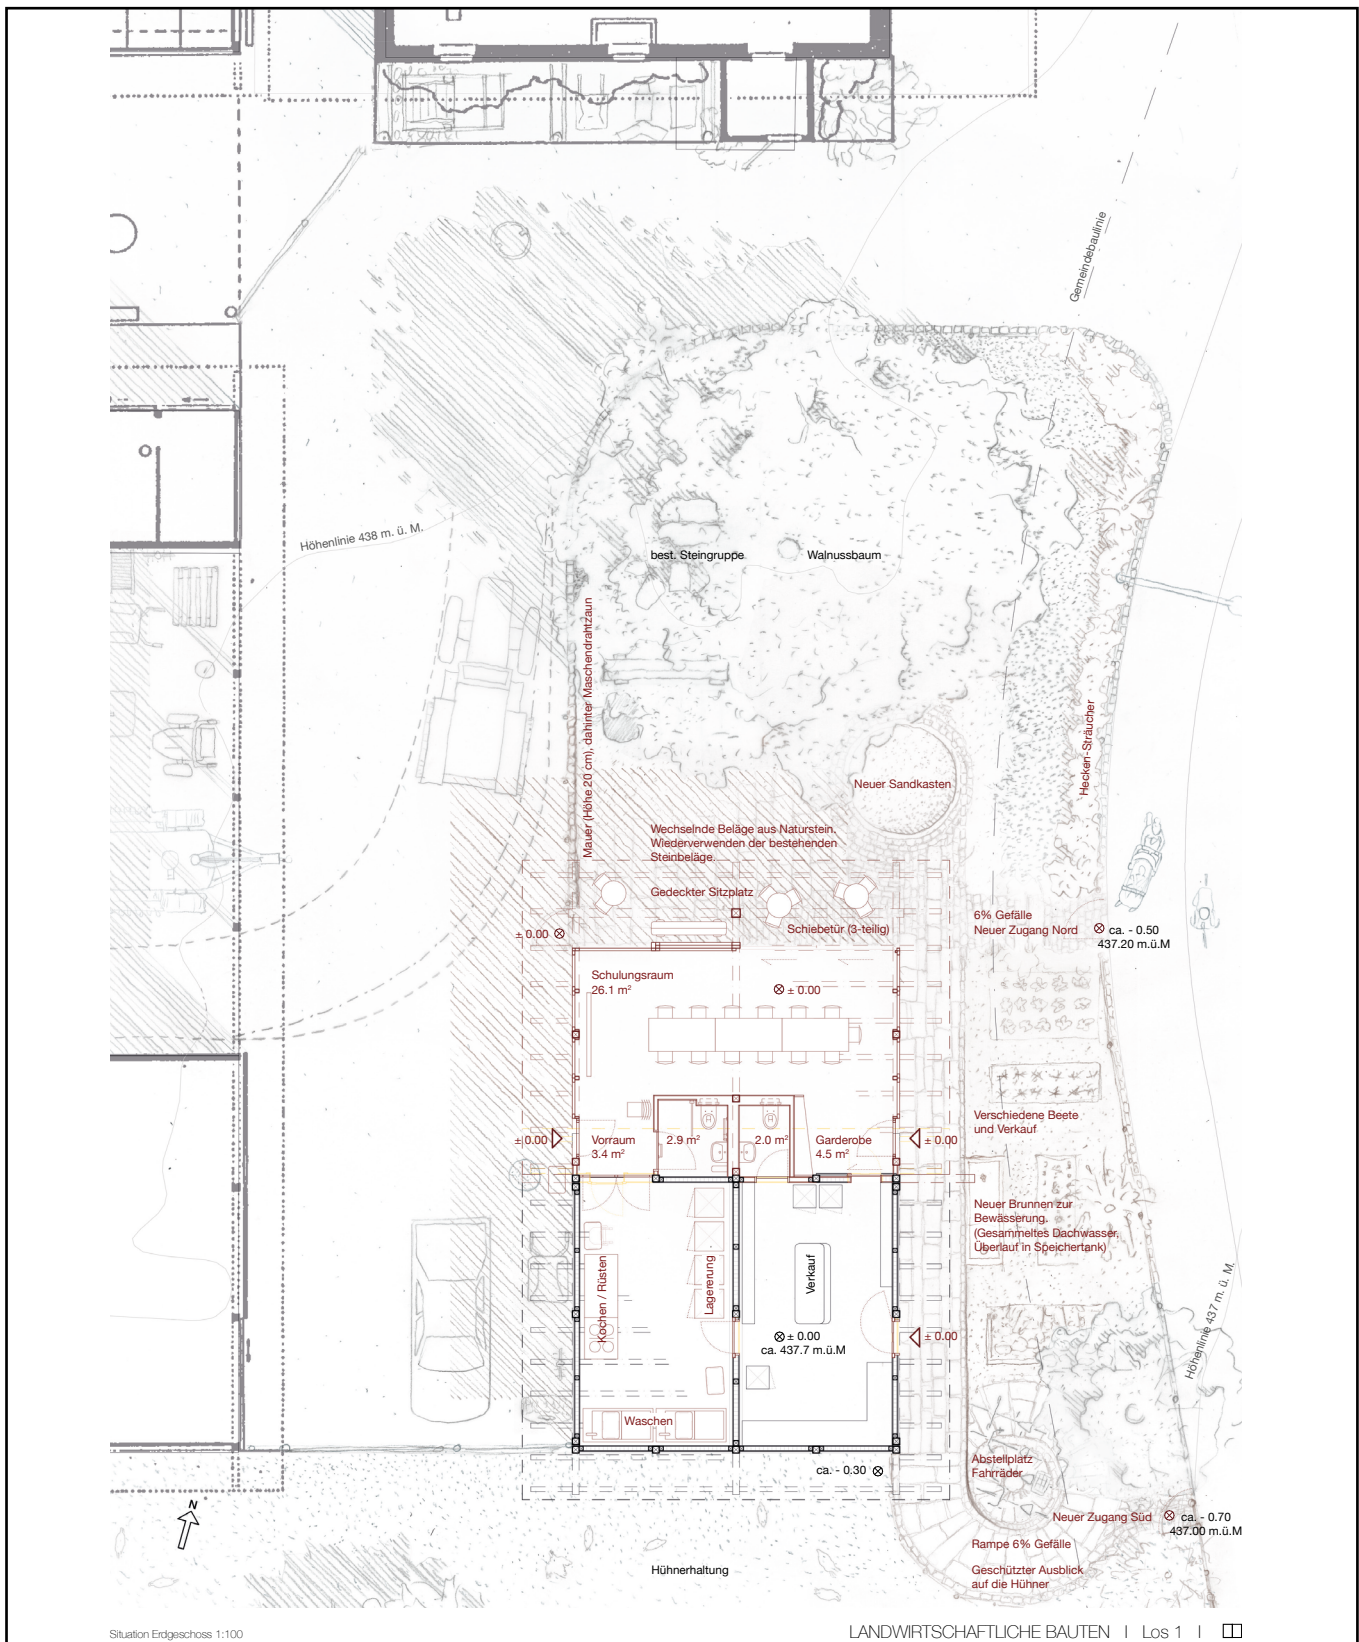 Gemeindebaulinie
Höhenlinie 438 m. ü. M.
best. Steingruppe
Walnussbaum
Mauer (Höhe 20 cm), dahinter Maschendrahtzaun
Hecken-Sträucher
Neuer Sandkasten
Wechselnde Beläge aus Naturstein.
Wiederverwenden der bestehenden
Steinbeläge.
Gedeckter Sitzplatz
Schiebetür (3-teilig)
± 0.00
6% Gefälle
Neuer Zugang Nord
ca. - 0.50
437.20 m.ü.M
Schulungsraum
26.1 m²
± 0.00
Verschiedene Beete
und Verkauf
± 0.00
Vorraum
3.4 m²
2.9 m²
2.0 m²
Garderobe
4.5 m²
± 0.00
Neuer Brunnen zur
Bewässerung.
(Gesammeltes Dachwasser,
Überlauf in Speichertank)
Kochen / Rüsten
Lagererung
Verkauf
± 0.00
ca. 437.7 m.ü.M
± 0.00
Höhenlinie 437 m. ü. M.
Waschen
ca. - 0.30
Abstellplatz
Fahrräder
N
Neuer Zugang Süd
ca. - 0.70
437.00 m.ü.M
Rampe 6% Gefälle
Hühnerhaltung
Geschützter Ausblick
auf die Hühner
Situation Erdgeschoss 1:100
LANDWIRTSCHAFTLICHE BAUTEN I Los 1 I